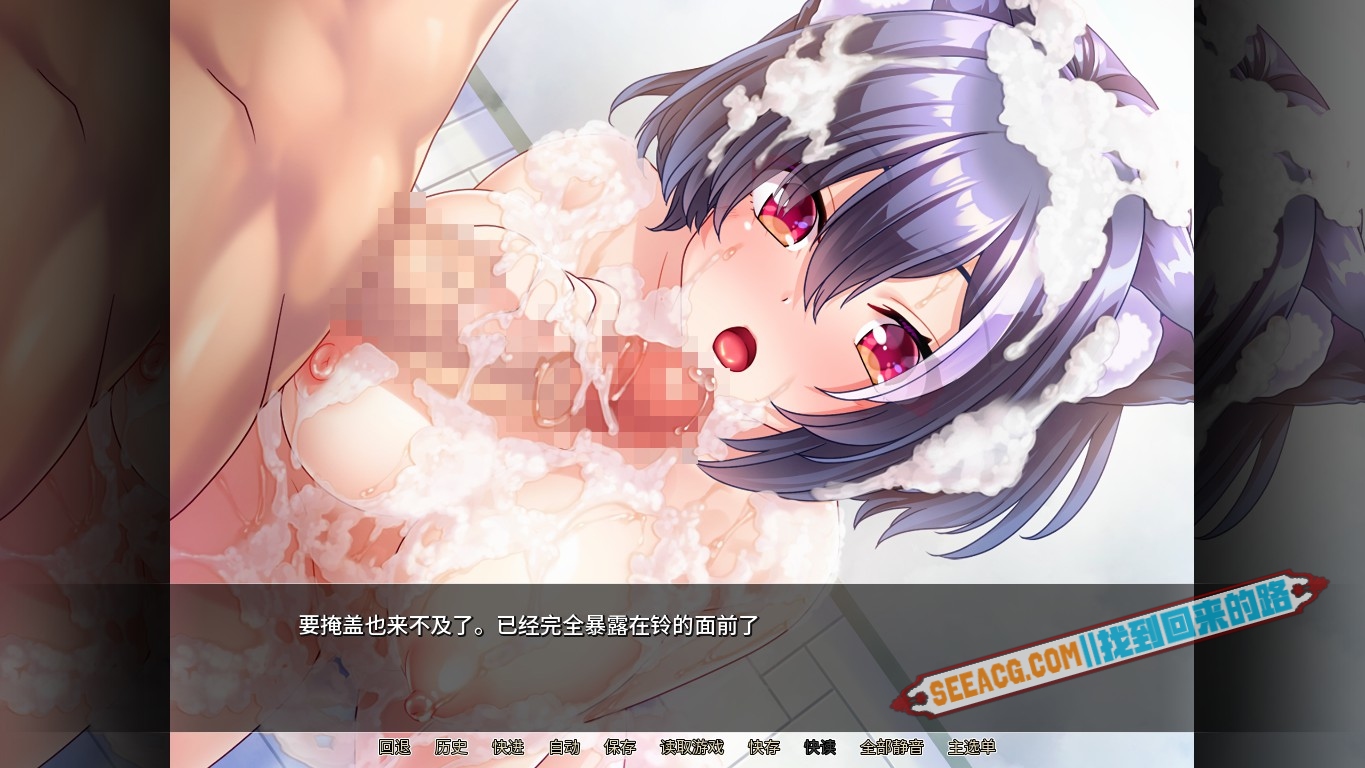 要掩盖也来不及了。已经完全暴露在铃的面前了
SEEACG.COM||找到回来的路
回退 历史 快进 自动 保存 读取游戏 快存 快读 全部静音 主选单